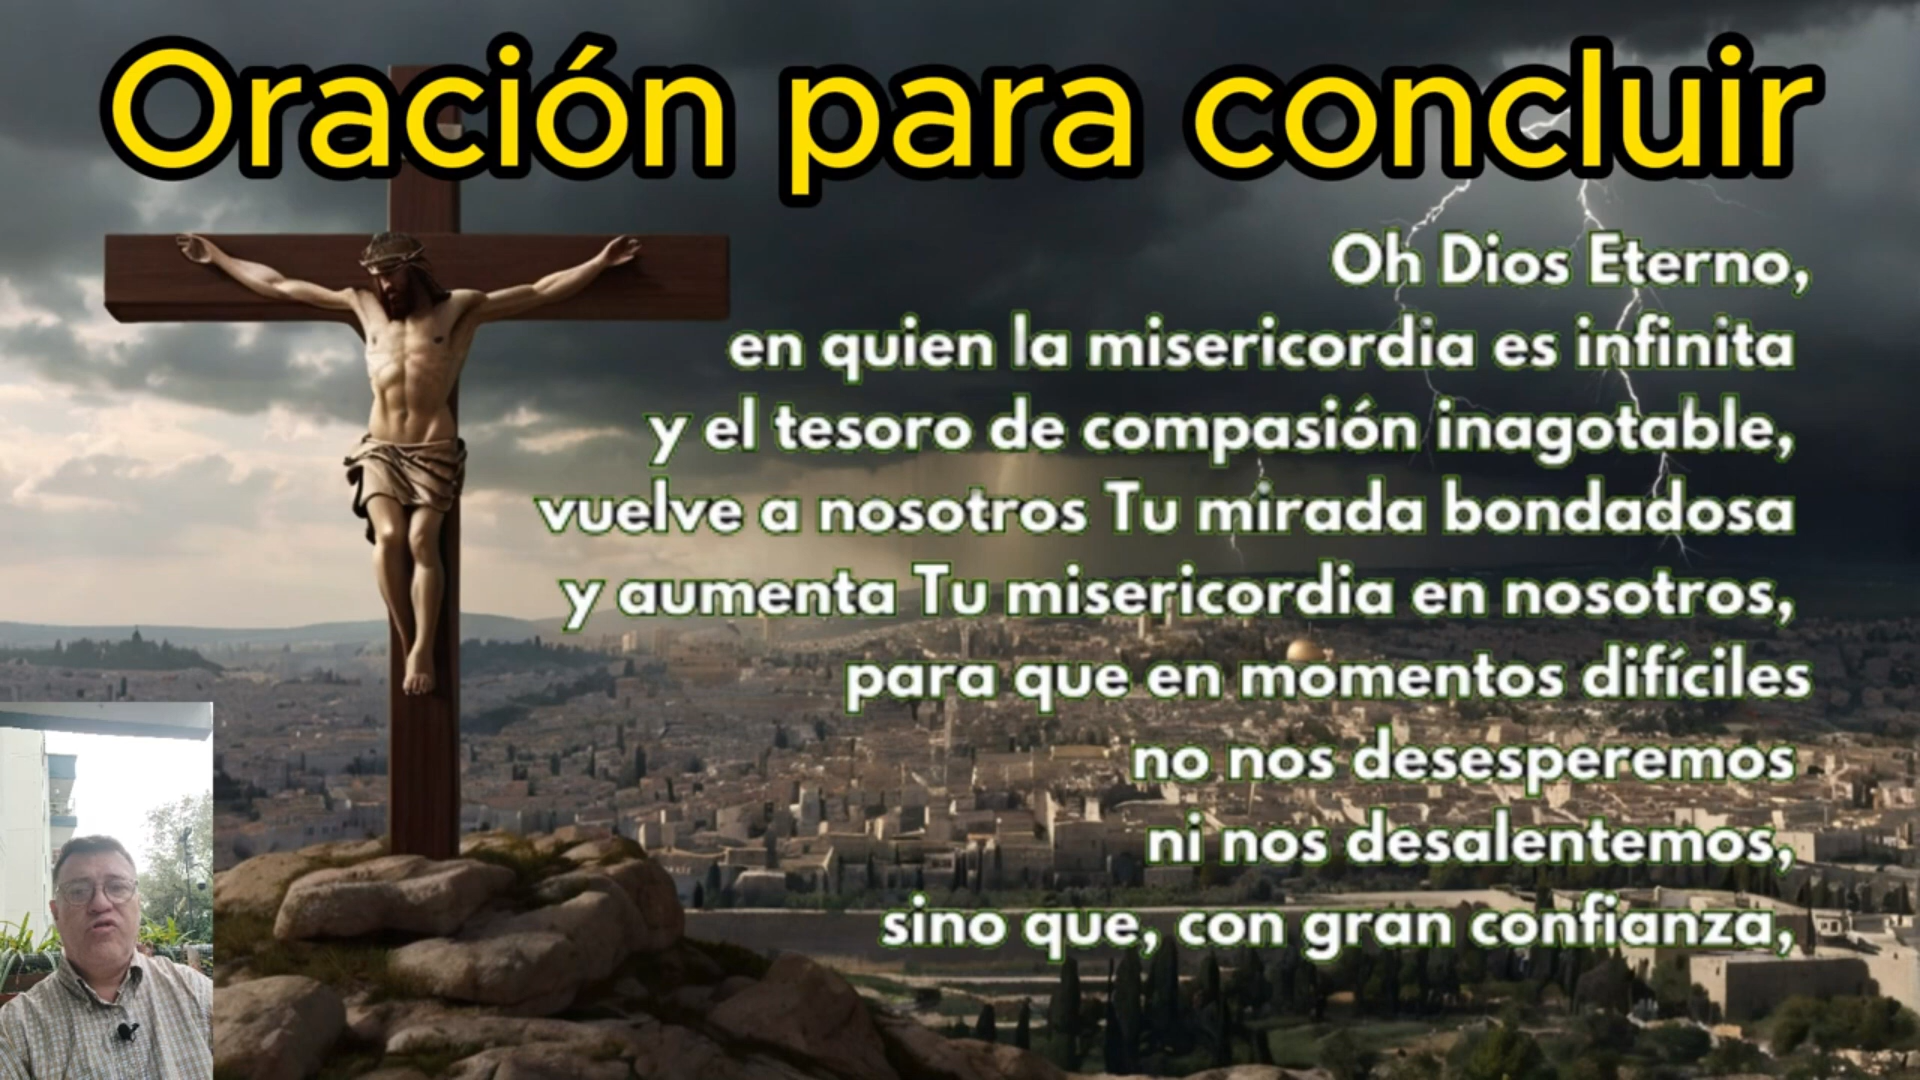 Oración para concluir
Oh Dios Eterno,
en quien la misericordia es infinita
y el tesoro de compasión inagotable,
vuelve a nosotros Tu mirada bondadosa
y aumenta Tu misericordia en nosotros,
para que en momentos difíciles
no nos desesperemos
ni nos desalentemos,
sino que, con gran confianza,